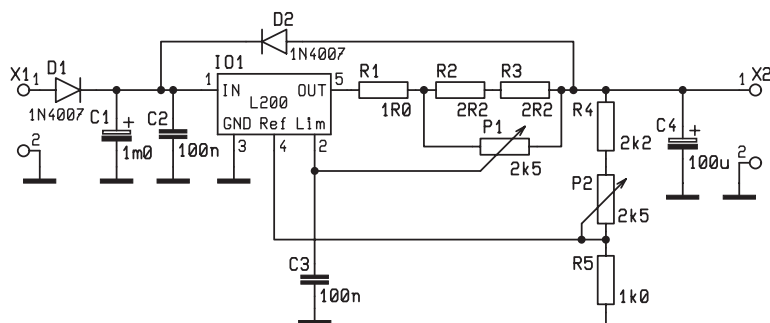 D2
1N4007
X1 1
D1
1N4007
2
C1
+
1m0
C2
100n
IO1
1
IN
OUT
5
L200
GND Ref Lim
3
4
2
R1
1R0
R2
2R2
R3
2R2
P1
2k5
R4
2k2
P2
2k5
R5
1k0
C3
100n
C4
+
100u
1
X2
2